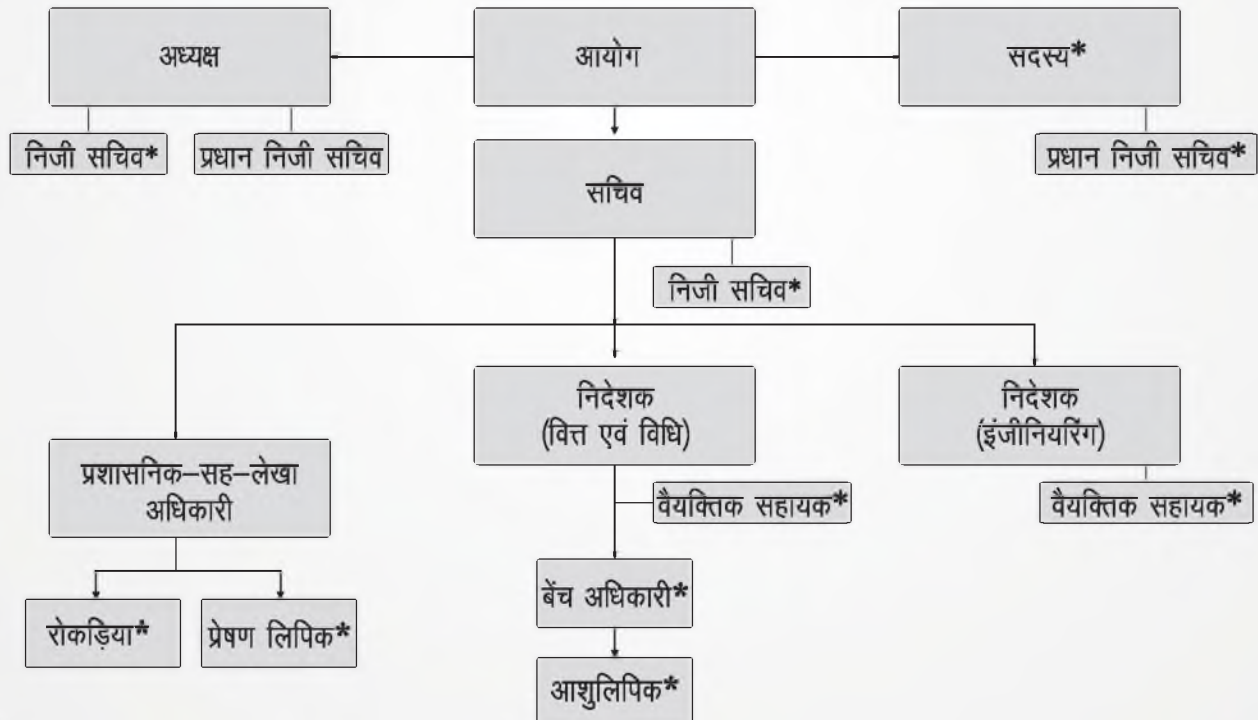 अध्यक्ष
आयोग
सदस्य*
निजी सचिव*
प्रधान निजी सचिव
प्रधान निजी सचिव*
सचिव
निजी सचिव*
निदेशक
(वित्त एवं विधि)
निदेशक
(इंजीनियरिंग)
प्रशासनिक–सह–लेखा
अधिकारी
वैयक्तिक सहायक*
वैयक्तिक सहायक*
रोकड़िया*
प्रेषण लिपिक*
बेंच अधिकारी*
आशुलिपिक*